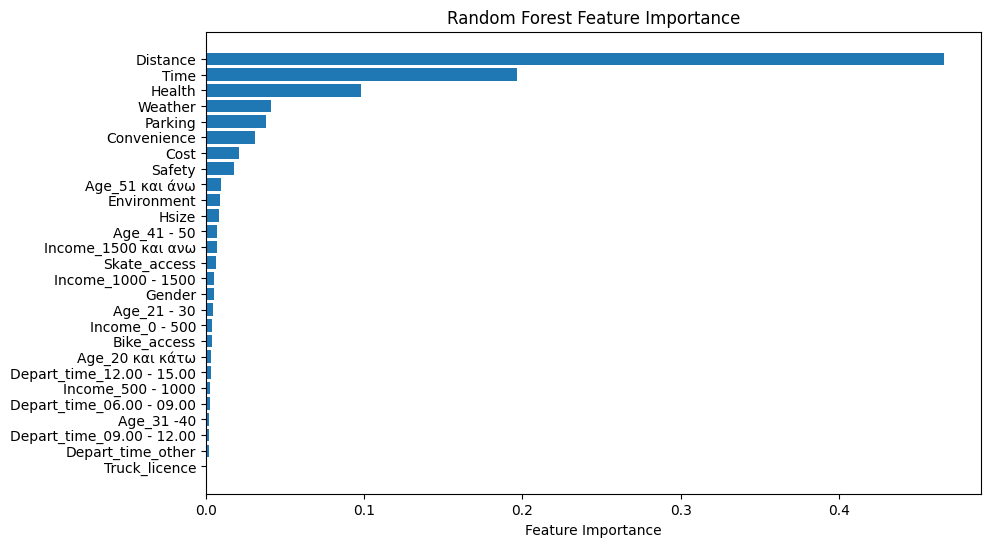 Random Forest Feature Importance
Distance
Time
Health
Weather
Parking
Convenience
Cost
Safety
Age_51 και άνω
Environment
Hsize
Age_41 - 50
Income_1500 και ανω
Skate_access
Income_1000 - 1500
Gender
Age_21 - 30
Income_0 - 500
Bike_access
Age_20 και κάτω
Depart_time_12.00 - 15.00
Income_500 - 1000
Depart_time_06.00 - 09.00
Age_31 -40
Depart_time_09.00 - 12.00
Depart_time_other
Truck_licence
0.0 0.1 0.2 0.3 0.4
Feature Importance